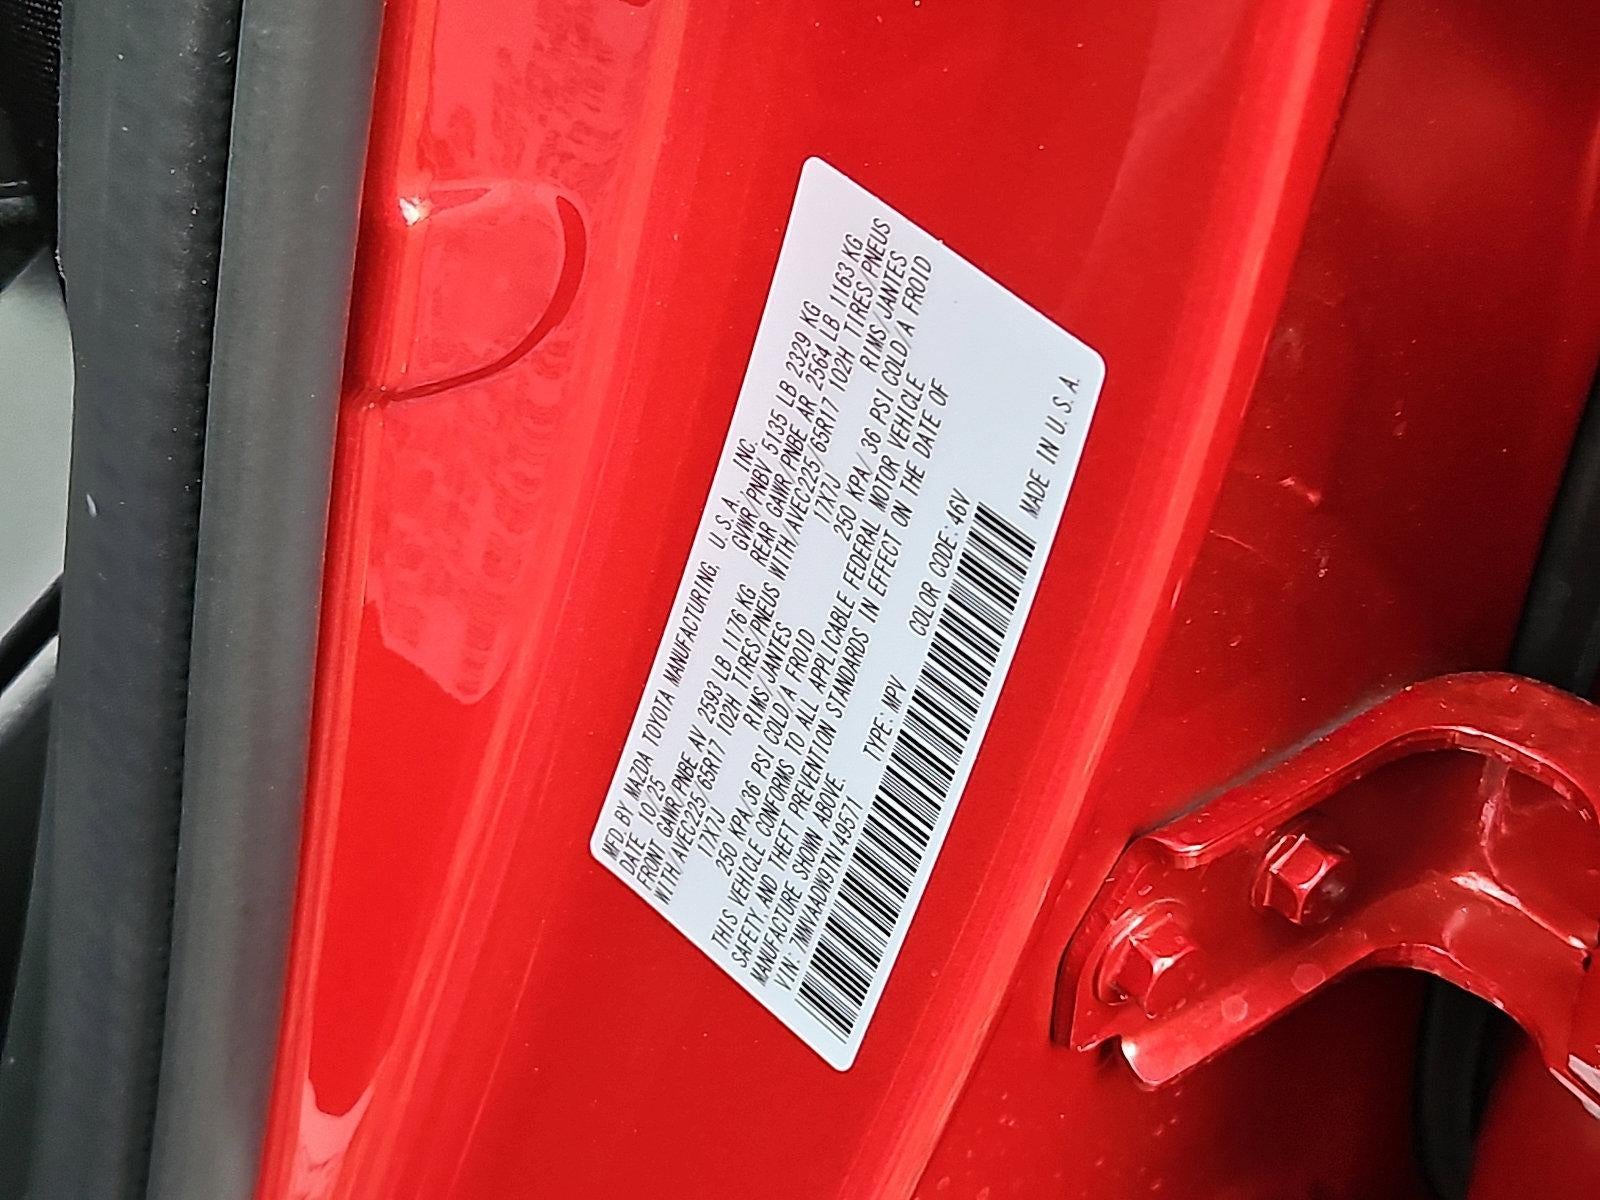 MFD. BY MAZDA TOYOTA MANUFACTURING, U.S.A., INC.
DATE 10/25 GVWR/PNBV 5135 LB 2329 KG
FRONT GAWR/PNBE AV 2593 LB 1176 KG REAR GAWR/PNBE AR 2564 LB 1163 KG
WITH/AVEC225/65R17 102H TIRES/PNEUS WITH/AVEC225/65R17 102H TIRES/PNEUS
17X7J RIMS/JANTES 17X7J RIMS/JANTES
250 KPA/36 PSI COLD/A FROID 250 KPA/36 PSI COLD/A FROID
THIS VEHICLE CONFORMS TO ALL APPLICABLE FEDERAL MOTOR VEHICLE
SAFETY, AND THEFT PREVENTION STANDARDS IN EFFECT ON THE DATE OF
MANUFACTURE SHOWN ABOVE.
VIN: 7MMVAADW9TN149571 TYPE: MPV COLOR CODE: 46V
MADE IN U.S.A.